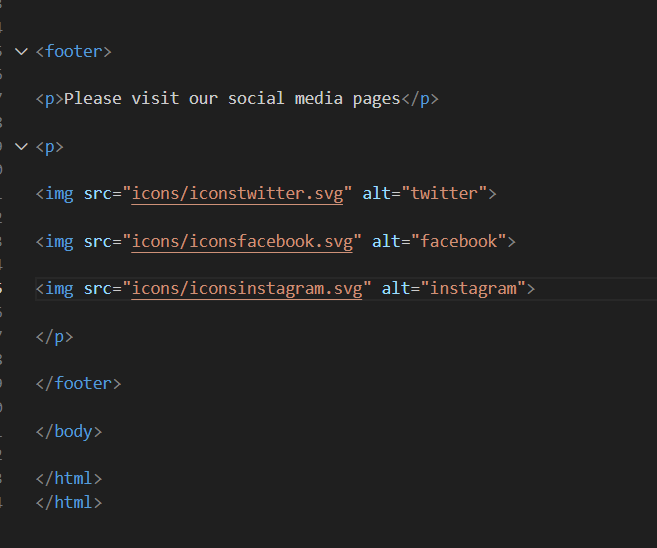 <footer>
<p>Please visit our social media pages</p>
<p>
<img src="icons/iconstwitter.svg" alt="twitter">
<img src="icons/iconsfacebook.svg" alt="facebook">
<img src="icons/iconsinstagram.svg" alt="instagram">
</p>
</footer>
</body>
</html>
</html>